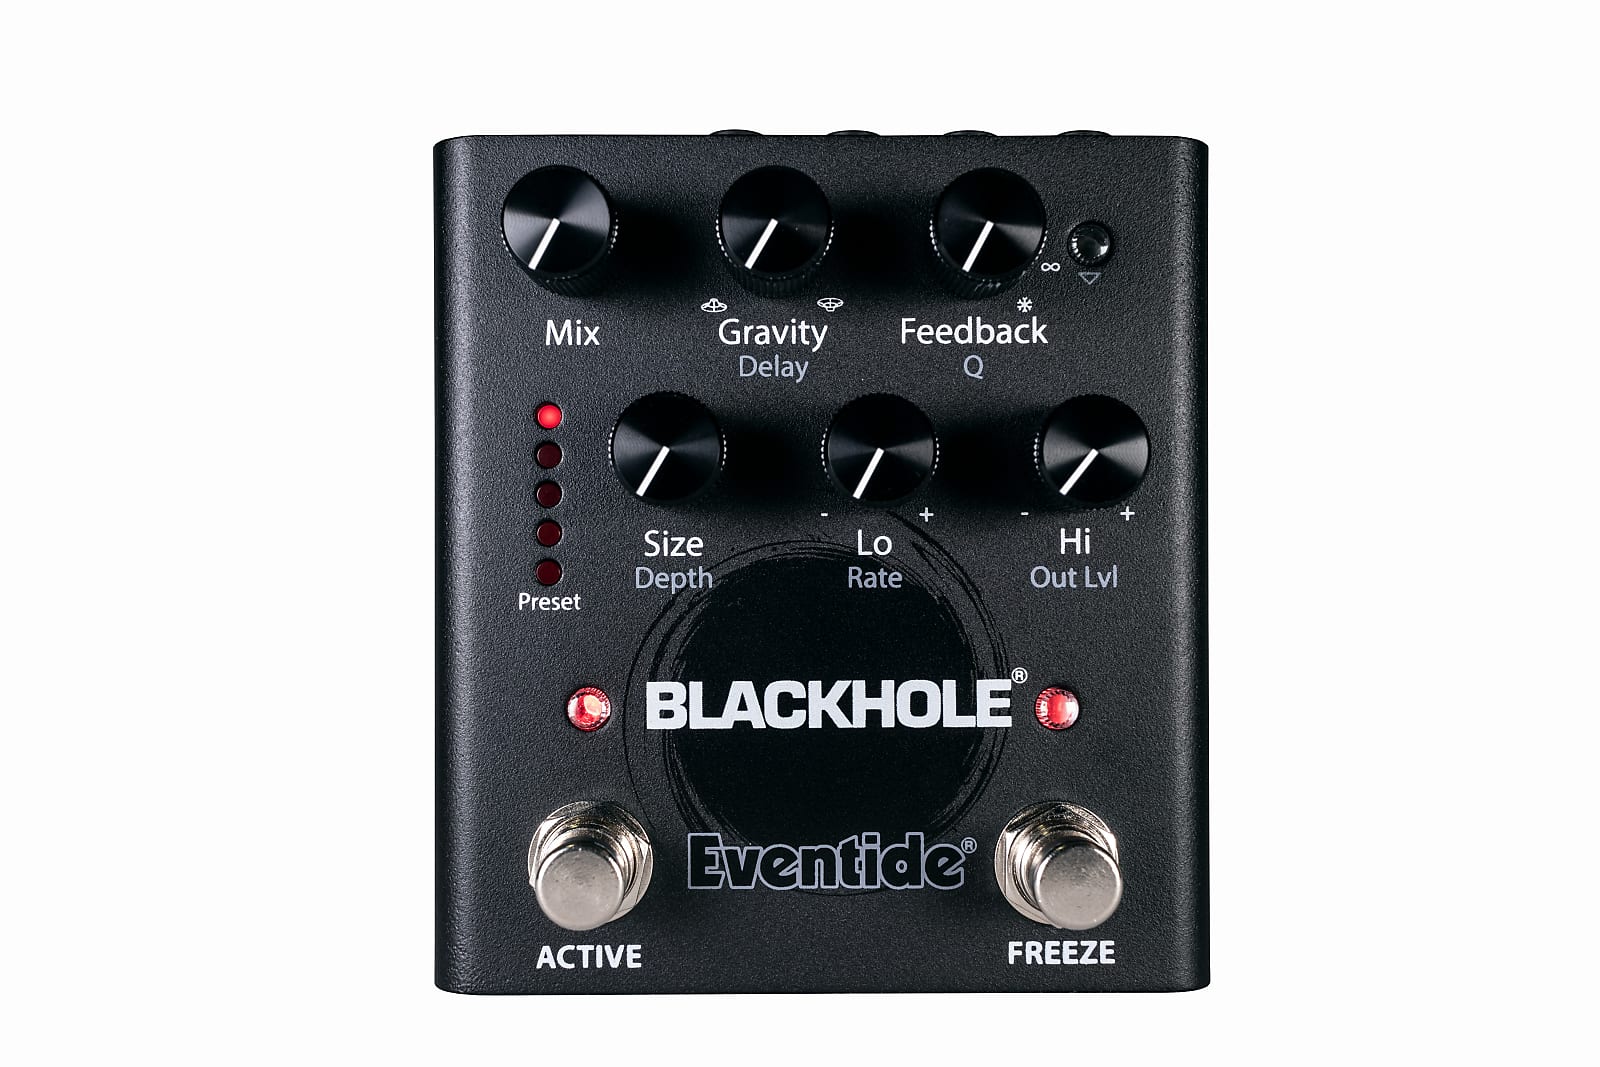 Mix
Gravity
Delay
Feedback
Q
∞
Size
Depth
- Lo +
Rate
- Hi +
Out Lvl
Preset
BLACKHOLE®
Eventide®
ACTIVE
FREEZE